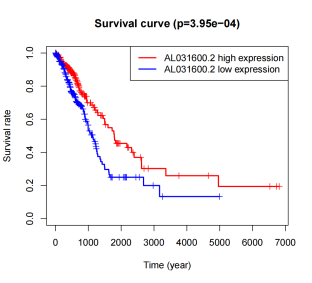 Survival curve (p=3.95e−04)
AL031600.2 high expression
AL031600.2 low expression
Survival rate
1.0
0.8
0.6
0.4
0.2
0.0
0 1000 2000 3000 4000 5000 6000 7000
Time (year)